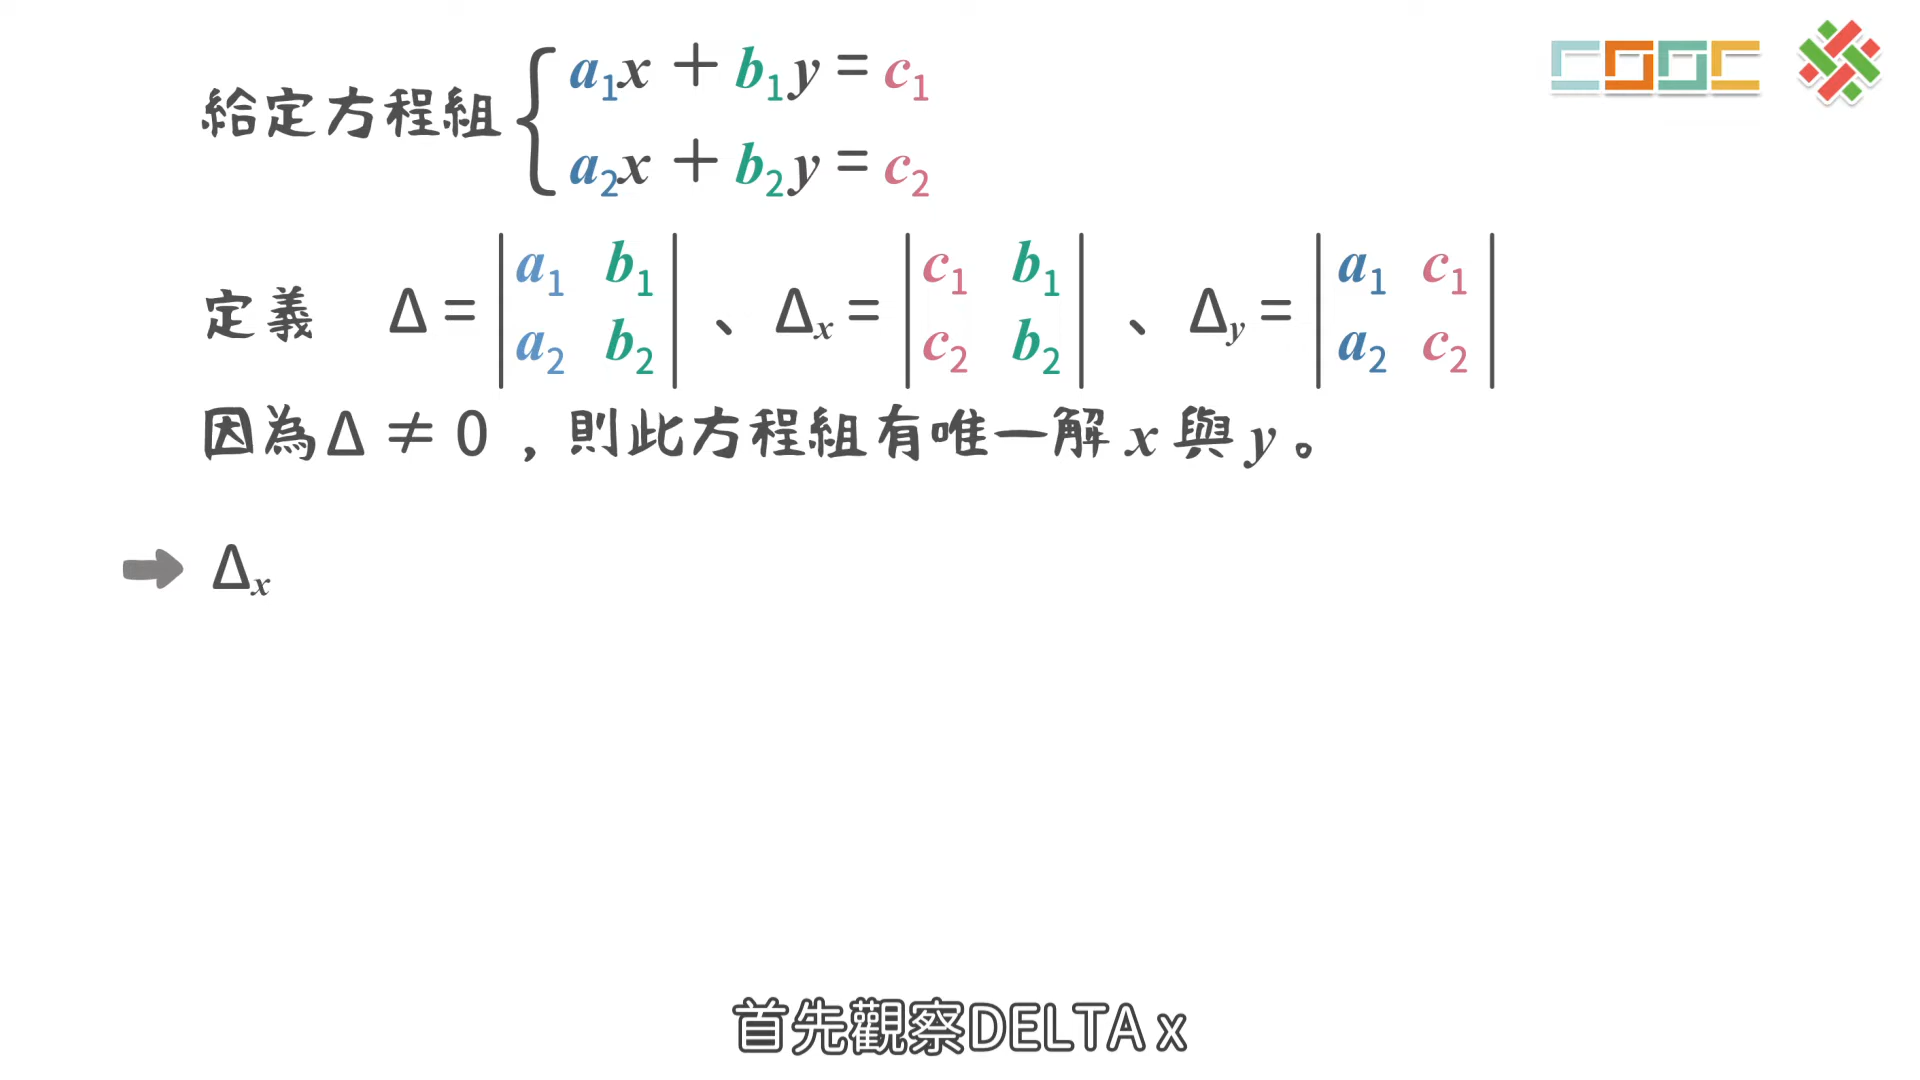 給定方程組 { a₁x + b₁y = c₁
a₂x + b₂y = c₂
定義 Δ = | a₁ b₁ | 、Δₓ = | c₁ b₁ | 、Δy = | a₁ c₁ |
| a₂ b₂ | | c₂ b₂ | | a₂ c₂ |
因為Δ ≠ 0 , 則此方程組有唯一解 x 與 y 。
➡ Δₓ
首先觀察DELTA x
COOC